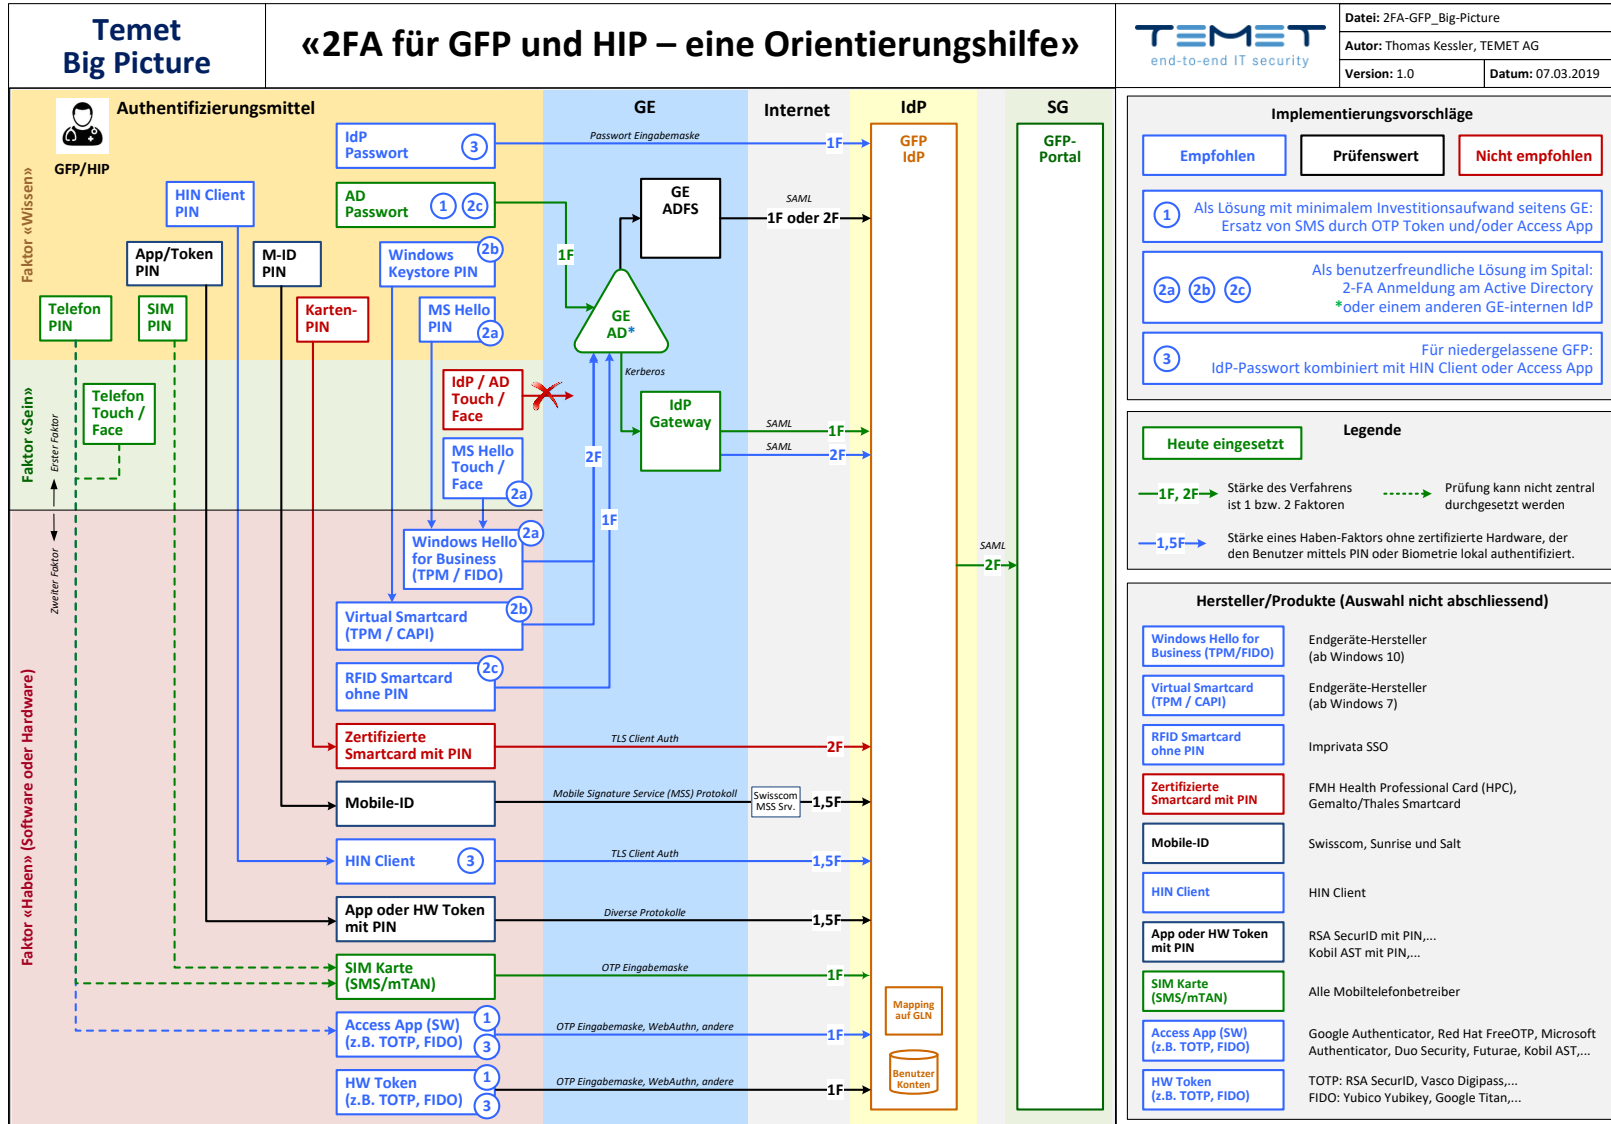 Temet
Big Picture
«2FA für GFP und HIP – eine Orientierungshilfe»
TEMET
end-to-end IT security
Datei: 2FA-GFP_Big-Picture
Autor: Thomas Kessler, TEMET AG
Version: 1.0
Datum: 07.03.2019
Authentifizierungsmittel
GE
Internet
IdP
SG
GFP/HIP
Faktor «Wissen»
Faktor «Sein»
Erster Faktor
Zweiter Faktor
Faktor «Haben» (Software oder Hardware)
IdP
Passwort
3
Passwort Eingabemaske
1F
GFP
IdP
GFP-
Portal
HIN Client
PIN
AD
Passwort
1
2c
GE
ADFS
SAML
1F oder 2F
App/Token
PIN
M-ID
PIN
Windows
Keystore PIN
2b
1F
Telefon
PIN
SIM
PIN
Karten-
PIN
MS Hello
PIN
2a
GE
AD*
Kerberos
Telefon
Touch /
Face
IdP / AD
Touch /
Face
IdP
Gateway
SAML
1F
SAML
2F
MS Hello
Touch /
Face
2a
2F
1F
Windows Hello
for Business
(TPM / FIDO)
2a
SAML
2F
Virtual Smartcard
(TPM / CAPI)
2b
RFID Smartcard
ohne PIN
2c
Zertifizierte
Smartcard mit PIN
TLS Client Auth
2F
Mobile-ID
Mobile Signature Service (MSS) Protokoll
Swisscom
MSS Srv.
1,5F
HIN Client
3
TLS Client Auth
1,5F
App oder HW Token
mit PIN
Diverse Protokolle
1,5F
SIM Karte
(SMS/mTAN)
OTP Eingabemaske
1F
Mapping
auf GLN
Access App (SW)
(z.B. TOTP, FIDO)
1
3
OTP Eingabemaske, WebAuthn, andere
1F
Benutzer
Konten
HW Token
(z.B. TOTP, FIDO)
1
3
OTP Eingabemaske, WebAuthn, andere
1F
Implementierungsvorschläge
Empfohlen
Prüfenswert
Nicht empfohlen
1
Als Lösung mit minimalem Investitionsaufwand seitens GE:
Ersatz von SMS durch OTP Token und/oder Access App
2a
2b
2c
Als benutzerfreundliche Lösung im Spital:
2-FA Anmeldung am Active Directory
*oder einem anderen GE-internen IdP
3
Für niedergelassene GFP:
IdP-Passwort kombiniert mit HIN Client oder Access App
Legende
Heute eingesetzt
1F, 2F
Stärke des Verfahrens
ist 1 bzw. 2 Faktoren
Prüfung kann nicht zentral
durchgesetzt werden
1,5F
Stärke eines Haben-Faktors ohne zertifizierte Hardware, der
den Benutzer mittels PIN oder Biometrie lokal authentifiziert.
Hersteller/Produkte (Auswahl nicht abschliessend)
Windows Hello for
Business (TPM/FIDO)
Endgeräte-Hersteller
(ab Windows 10)
Virtual Smartcard
(TPM / CAPI)
Endgeräte-Hersteller
(ab Windows 7)
RFID Smartcard
ohne PIN
Imprivata SSO
Zertifizierte
Smartcard mit PIN
FMH Health Professional Card (HPC),
Gemalto/Thales Smartcard
Mobile-ID
Swisscom, Sunrise und Salt
HIN Client
HIN Client
App oder HW Token
mit PIN
RSA SecurID mit PIN,...
Kobil AST mit PIN,...
SIM Karte
(SMS/mTAN)
Alle Mobiltelefonbetreiber
Access App (SW)
(z.B. TOTP, FIDO)
Google Authenticator, Red Hat FreeOTP, Microsoft
Authenticator, Duo Security, Futurae, Kobil AST,...
HW Token
(z.B. TOTP, FIDO)
TOTP: RSA SecurID, Vasco Digipass,...
FIDO: Yubico Yubikey, Google Titan,...